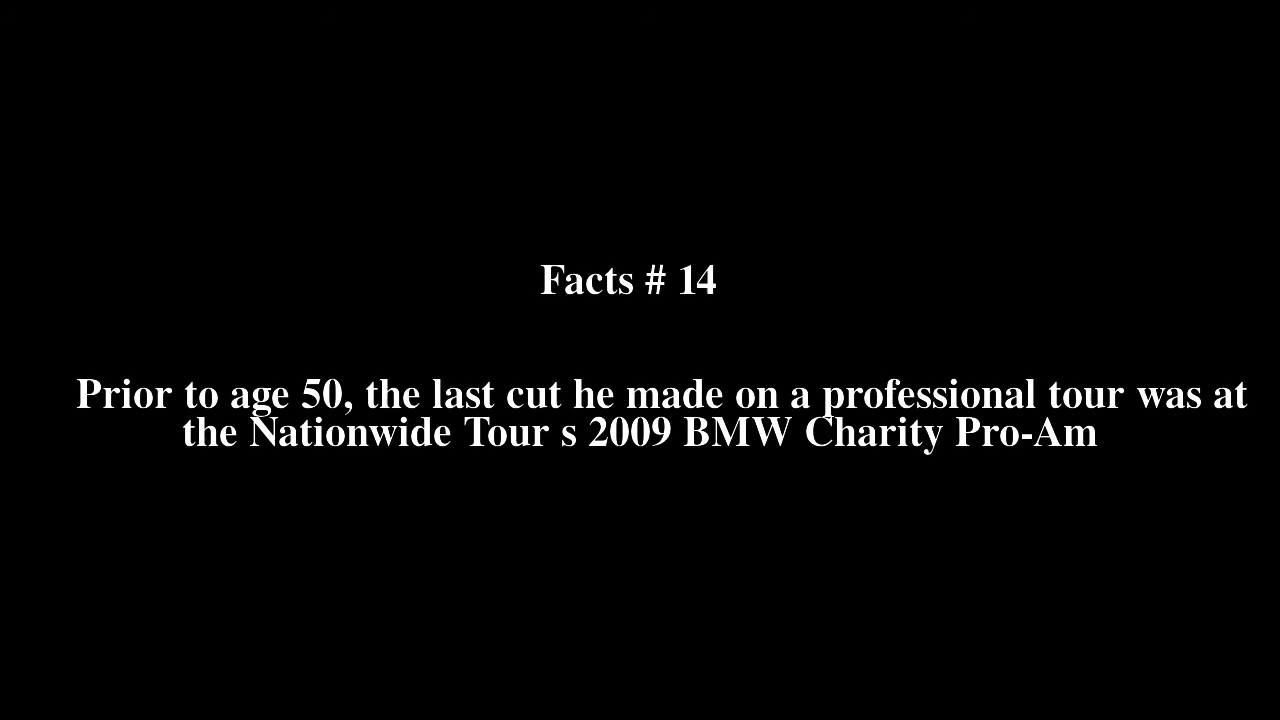 Facts # 14
Prior to age 50, the last cut he made on a professional tour was at
the Nationwide Tour s 2009 BMW Charity Pro-Am